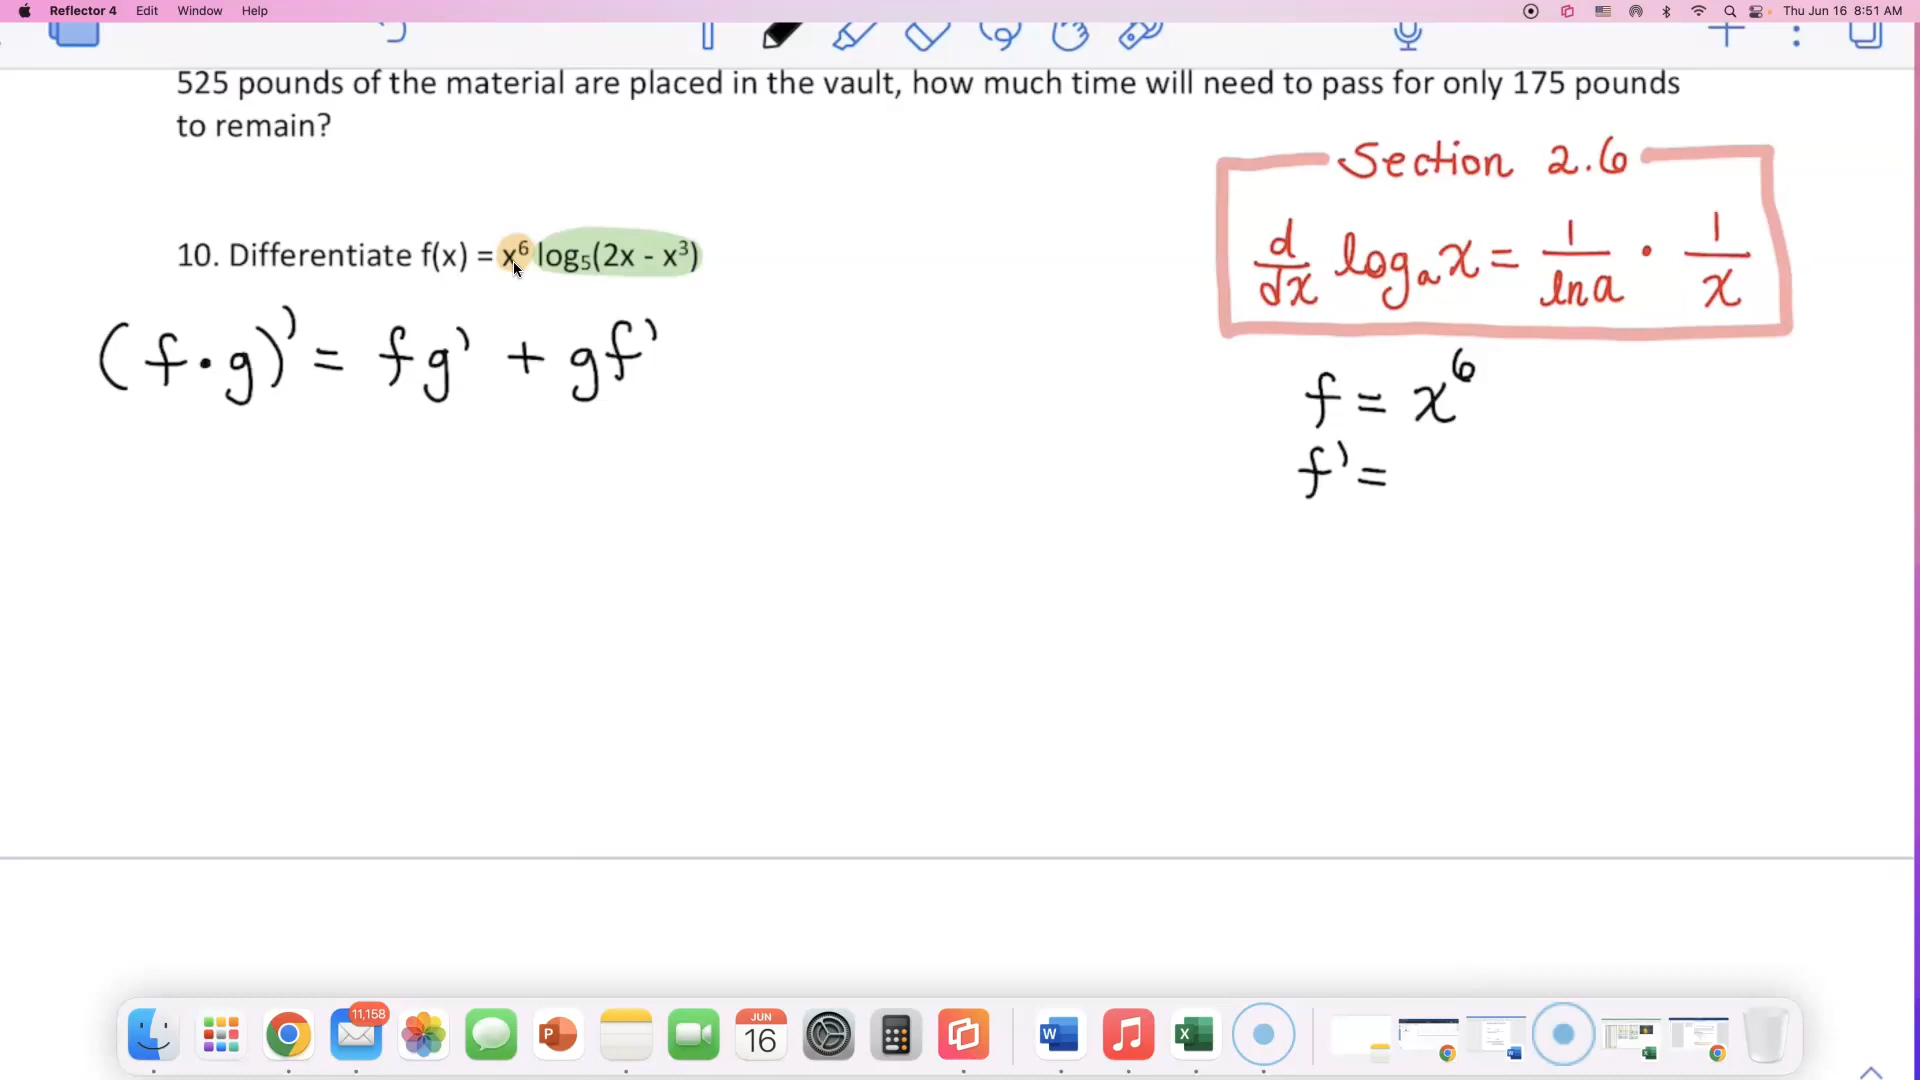 Reflector 4 Edit Window Help Thu Jun 16 8:51 AM
525 pounds of the material are placed in the vault, how much time will need to pass for only 175 pounds
to remain?
Section 2.6
d/dx logₐx = 1/ln a · 1/x
10. Differentiate f(x) = x⁶ log₅(2x - x³)
(f·g)' = fg' + gf'
f = x⁶
f' =
11,158
JUN
16
P
W
X